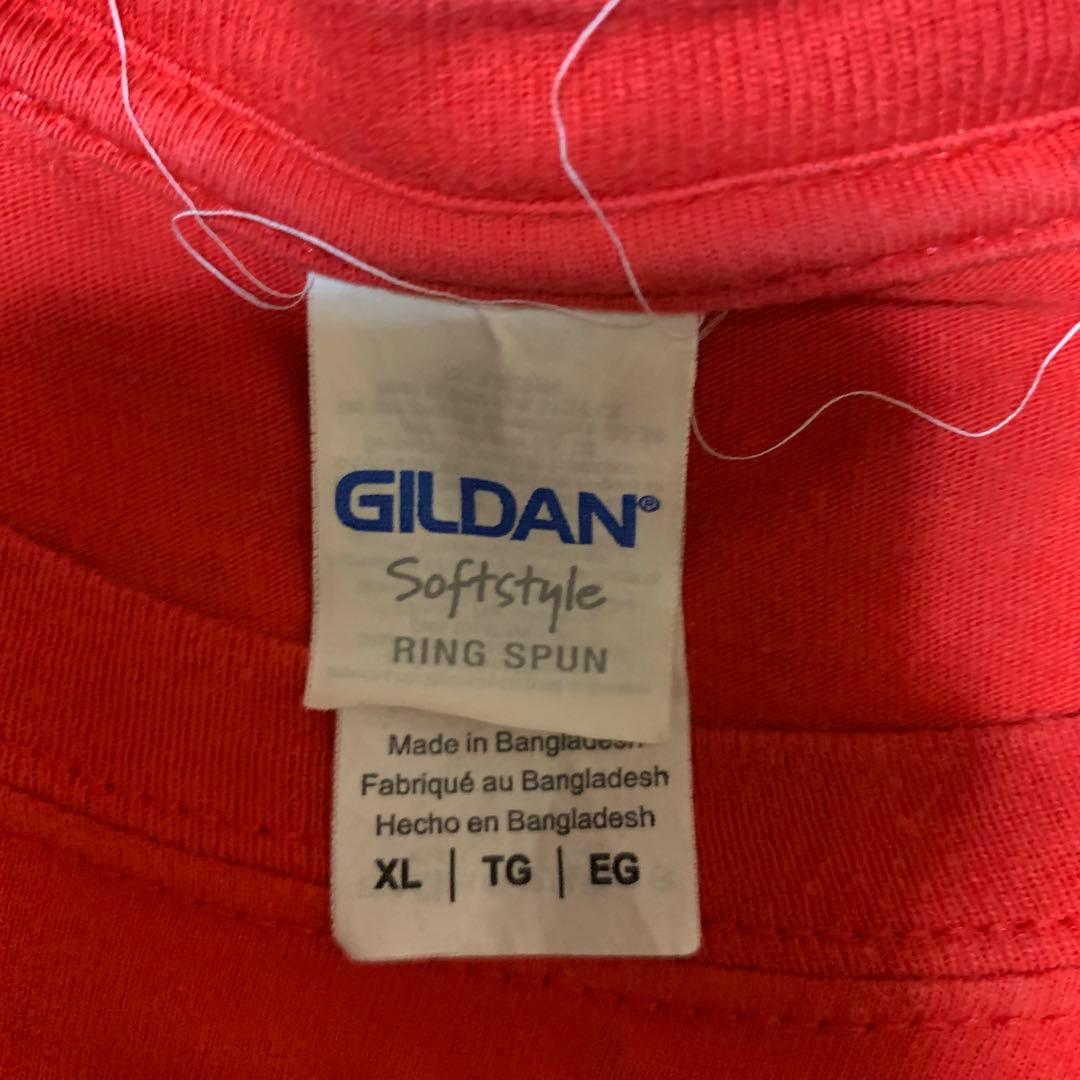 GILDAN®
Softstyle
RING SPUN
Made in Bangladesh
Fabriqué au Bangladesh
Hecho en Bangladesh
XL | TG | EG